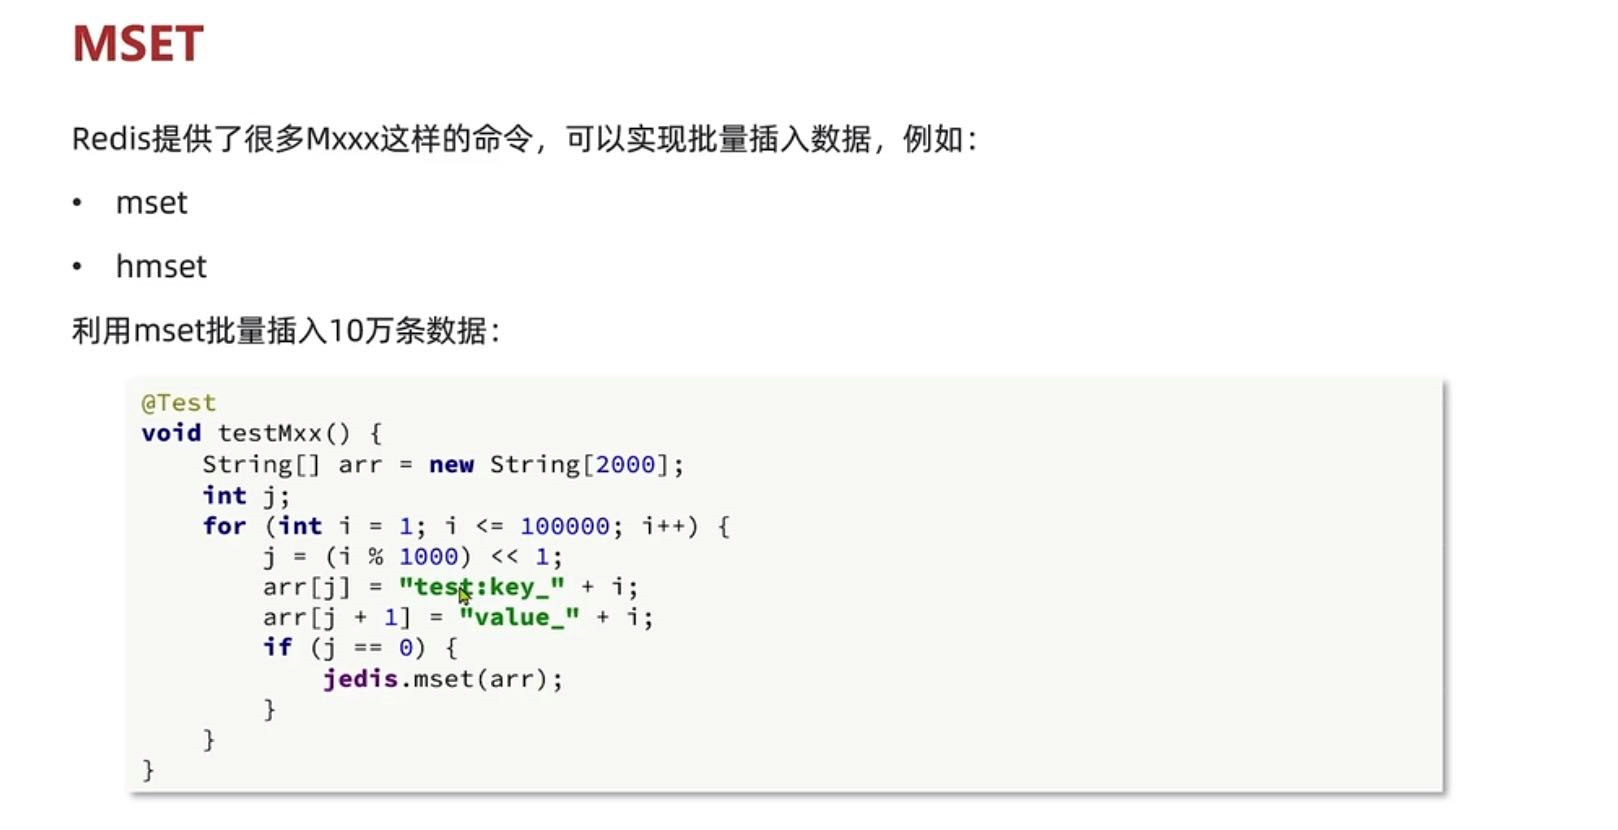 MSET
Redis提供了很多Mxxx这样的命令，可以实现批量插入数据，例如：
• mset
• hmset
利用mset批量插入10万条数据：
@Test
void testMxx() {
    String[] arr = new String[2000];
    int j;
    for (int i = 1; i <= 100000; i++) {
        j = (i % 1000) << 1;
        arr[j] = "test:key_" + i;
        arr[j + 1] = "value_" + i;
        if (j == 0) {
            jedis.mset(arr);
        }
    }
}